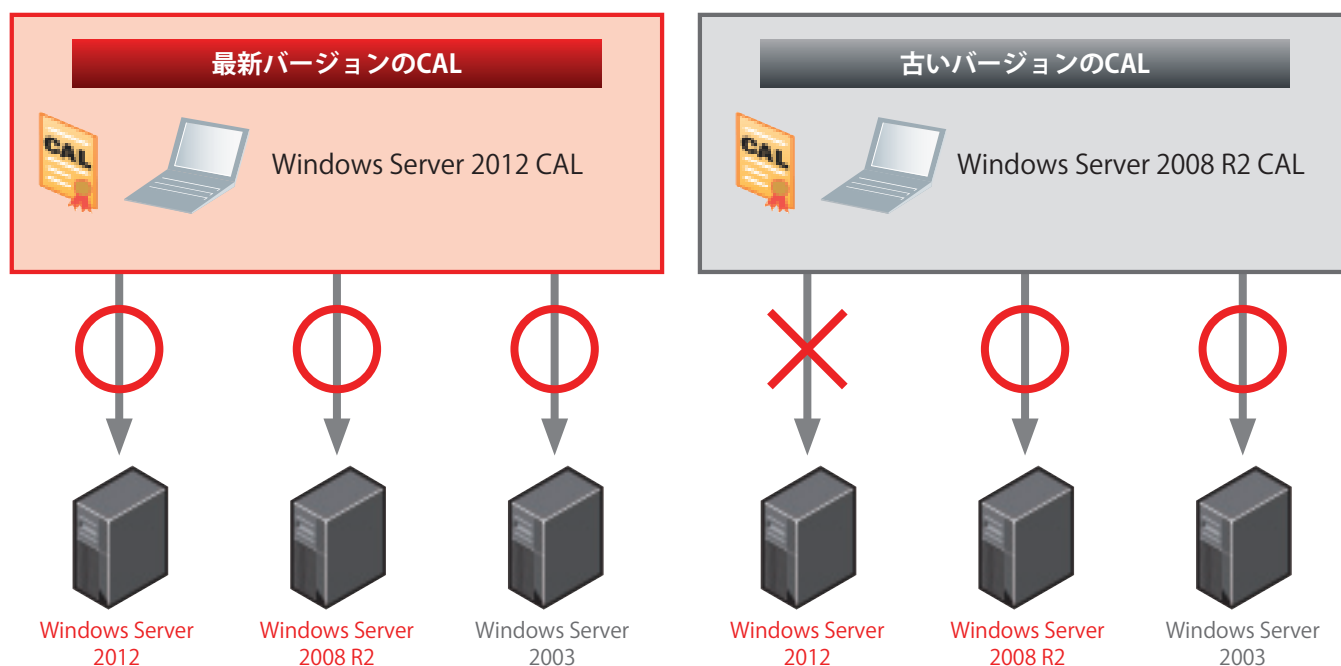 最新バージョンのCAL
CAL
Windows Server 2012 CAL
Windows Server
2012
Windows Server
2008 R2
Windows Server
2003
古いバージョンのCAL
CAL
Windows Server 2008 R2 CAL
Windows Server
2012
Windows Server
2008 R2
Windows Server
2003